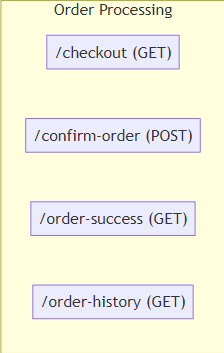 Order Processing
/checkout (GET)
/confirm-order (POST)
/order-success (GET)
/order-history (GET)